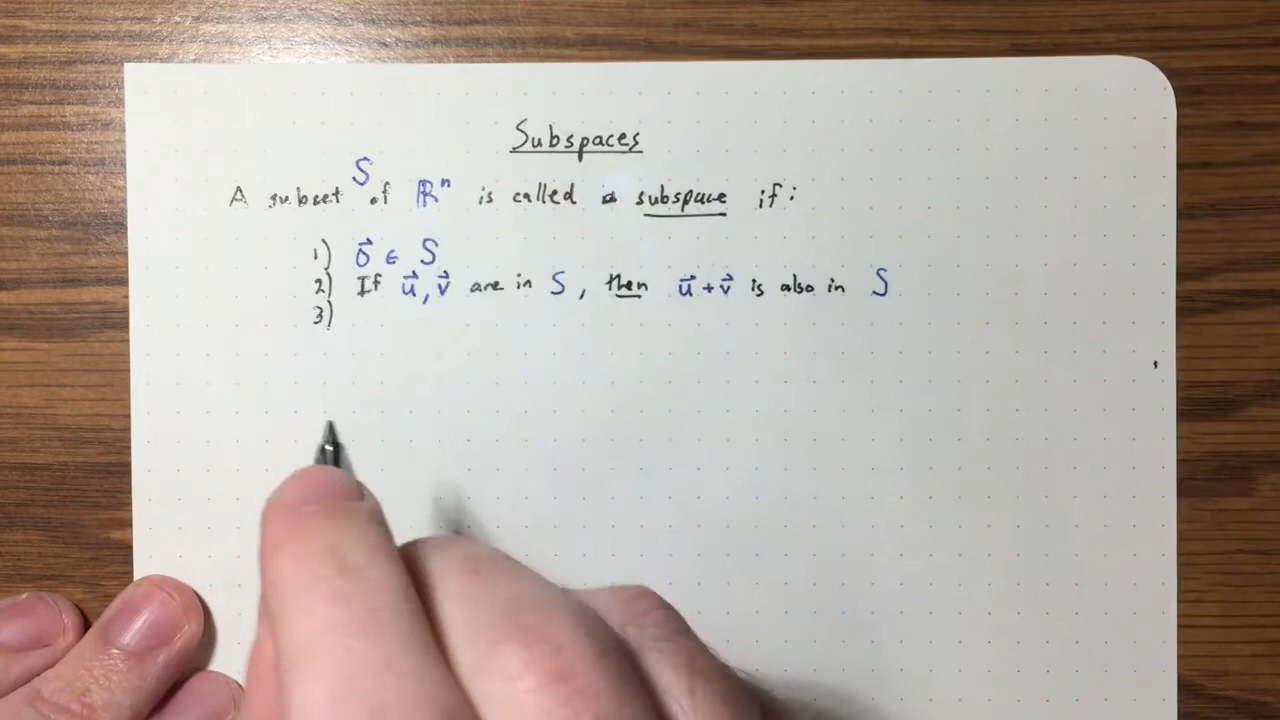 Subspaces
A subset S of ℝⁿ is called a subspace if:
1) 0⃗ ∈ S
2) If u⃗, v⃗ are in S, then u⃗ + v⃗ is also in S
3)